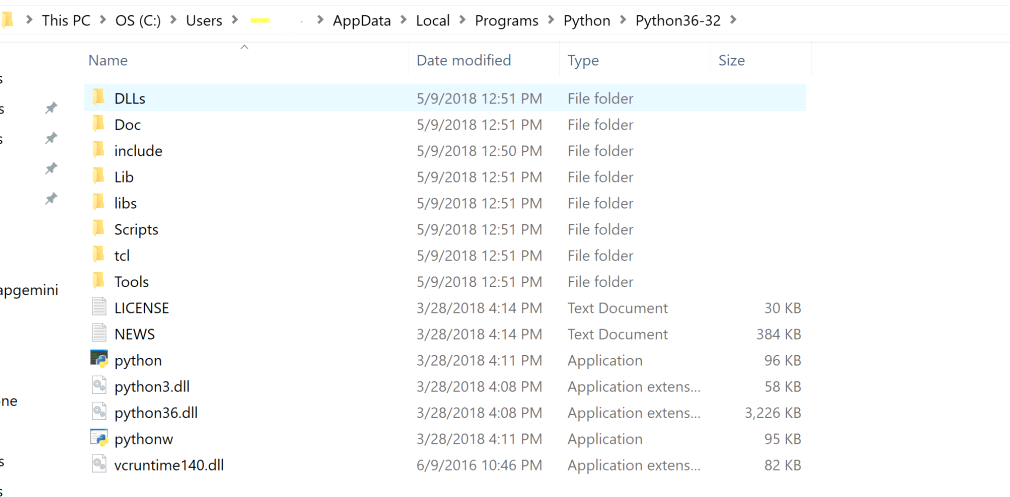 This PC > OS (C:) > Users > > AppData > Local > Programs > Python > Python36-32 >
Name Date modified Type Size
DLLs 5/9/2018 12:51 PM File folder
Doc 5/9/2018 12:51 PM File folder
include 5/9/2018 12:50 PM File folder
Lib 5/9/2018 12:51 PM File folder
libs 5/9/2018 12:51 PM File folder
Scripts 5/9/2018 12:51 PM File folder
tcl 5/9/2018 12:51 PM File folder
Tools 5/9/2018 12:51 PM File folder
apgemini
LICENSE 3/28/2018 4:14 PM Text Document 30 KB
NEWS 3/28/2018 4:14 PM Text Document 384 KB
python 3/28/2018 4:11 PM Application 96 KB
python3.dll 3/28/2018 4:08 PM Application extens... 58 KB
ne
python36.dll 3/28/2018 4:08 PM Application extens... 3,226 KB
pythonw 3/28/2018 4:11 PM Application 95 KB
vcruntime140.dll 6/9/2016 10:46 PM Application extens... 82 KB